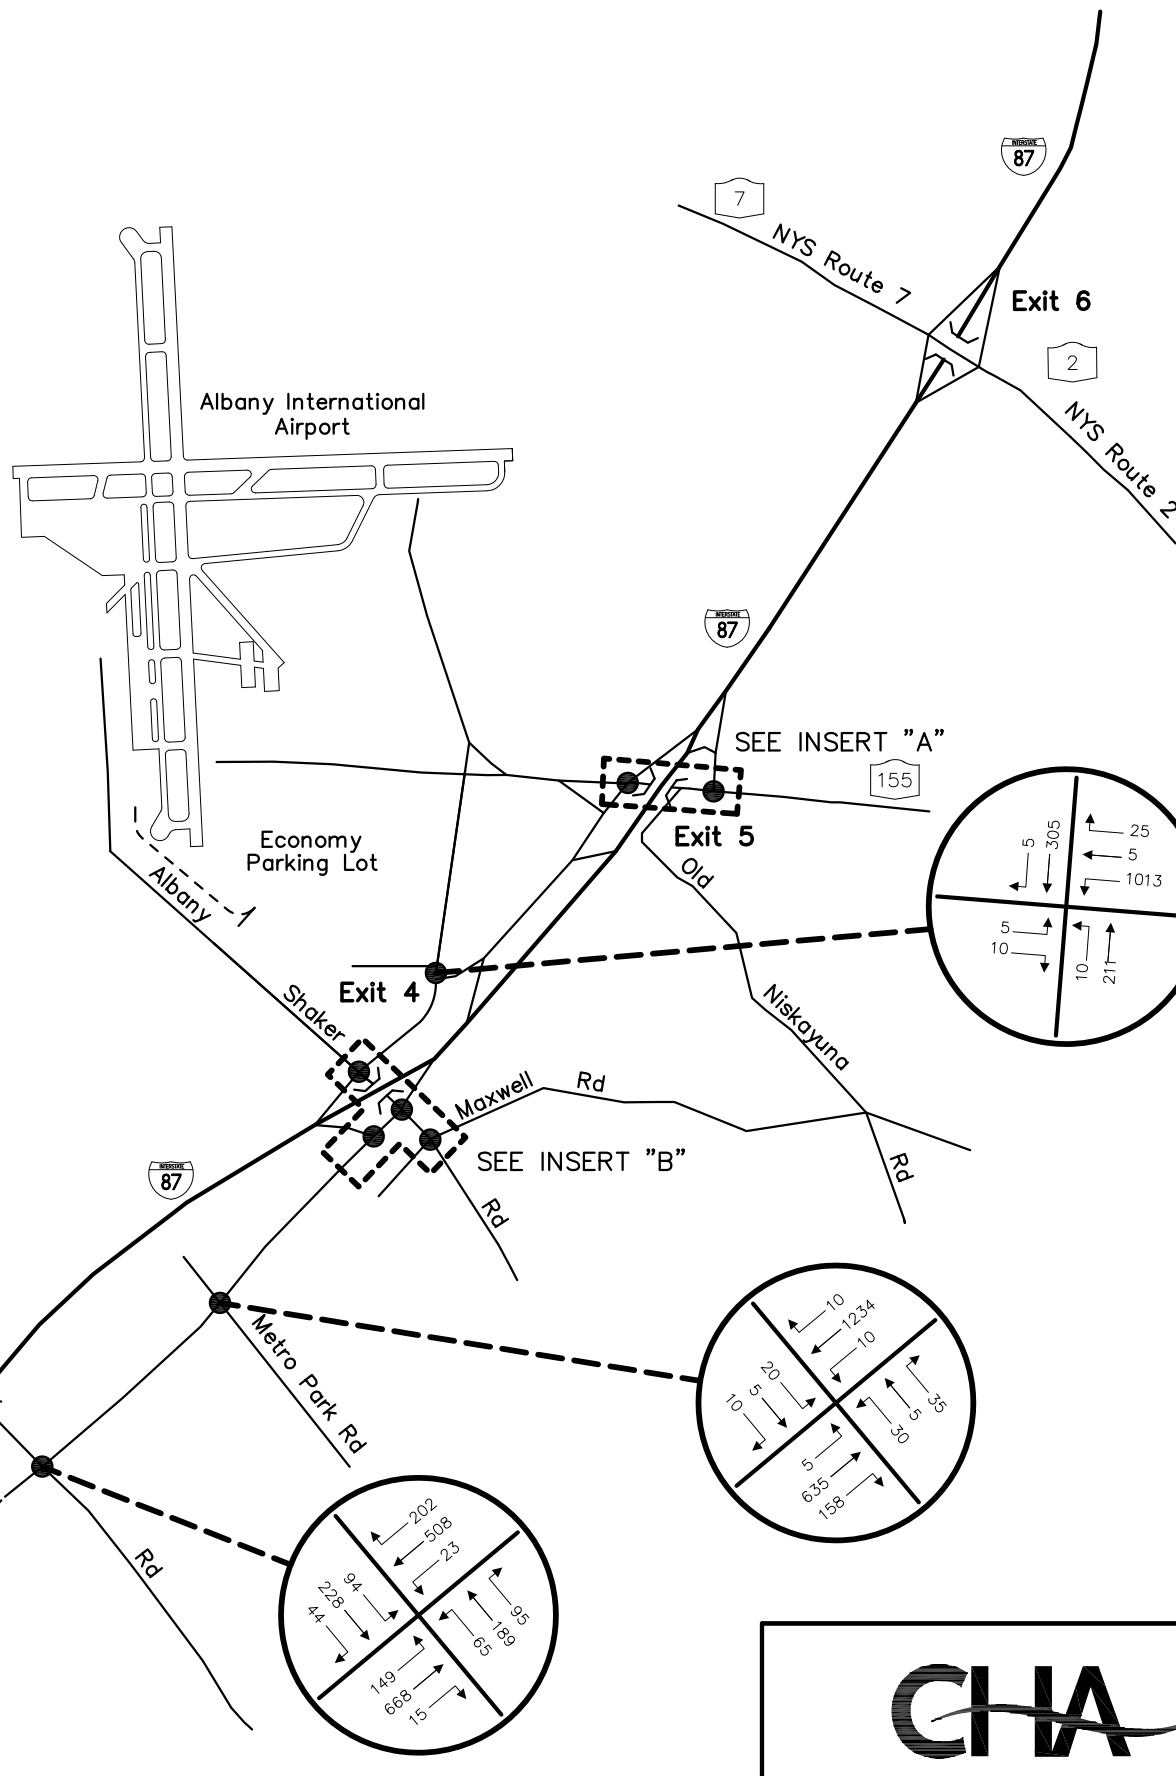 INTERSTATE
87
7
NYS Route 7
Exit 6
2
NYS Route 2
Albany International
Airport
INTERSTATE
87
SEE INSERT "A"
155
Exit 5
Economy
Parking Lot
Old
Albany
Shaker
Exit 4
Niskayuna
Rd
5
305
25
5
1013
5
10
10
211
Maxwell
Rd
SEE INSERT "B"
Rd
INTERSTATE
87
Metro Park Rd
10
1234
10
20
5
10
35
5
30
5
635
158
Rd
202
508
23
94
228
44
95
189
65
149
668
15
CHA